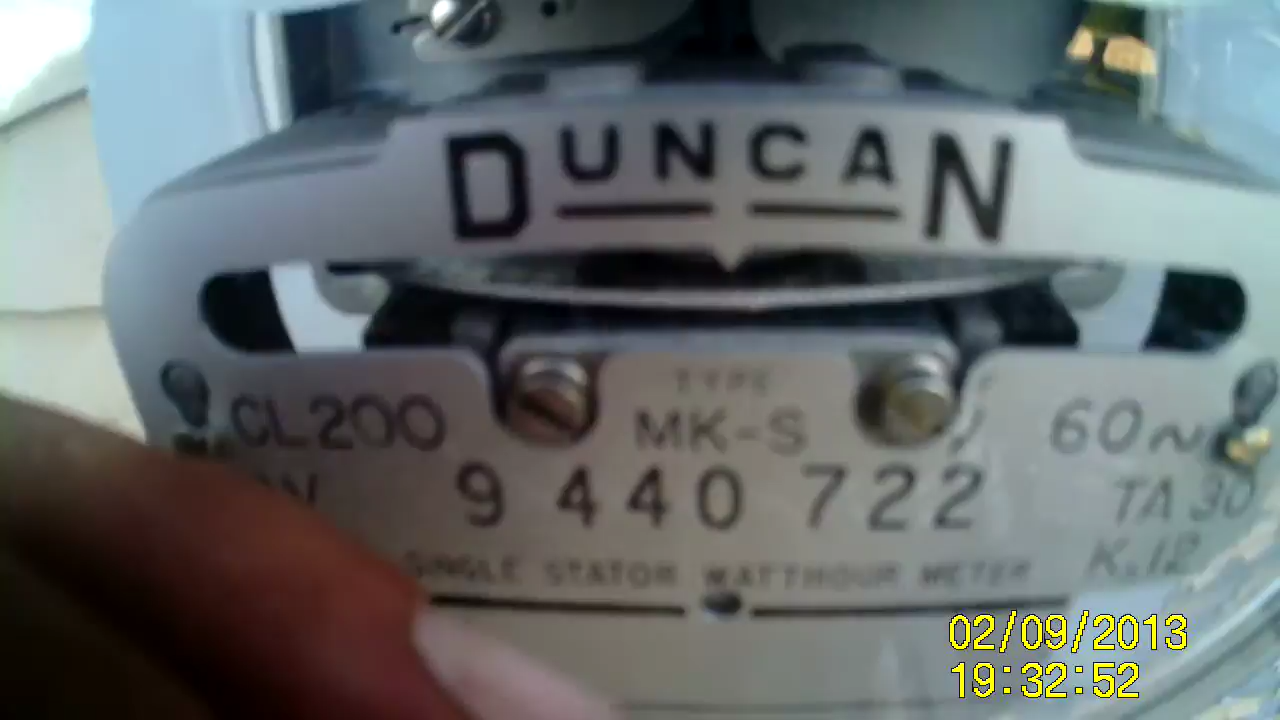 DUNCAN
TYPE
CL200 MK-S 60~
9 440 722 TA 30
SINGLE STATOR WATTHOUR METER K.12
02/09/2013
19:32:52